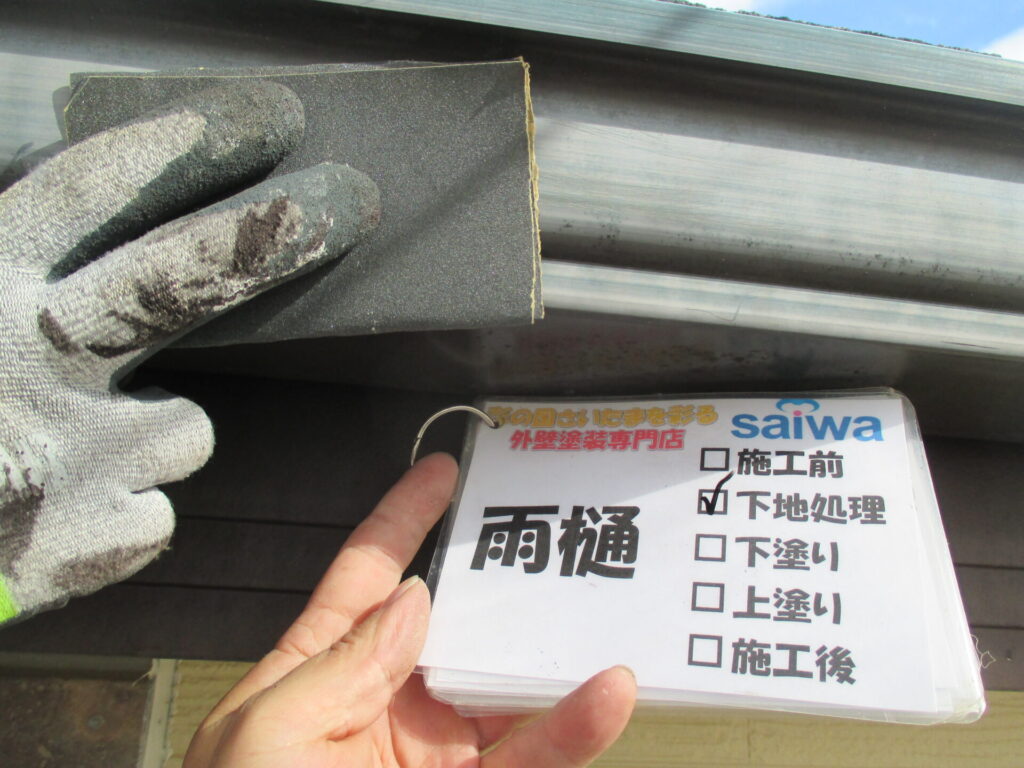 彩の国さいたまを彩る
外壁塗装専門店
saiwa
雨樋
□施工前
☑下地処理
□下塗り
□上塗り
□施工後